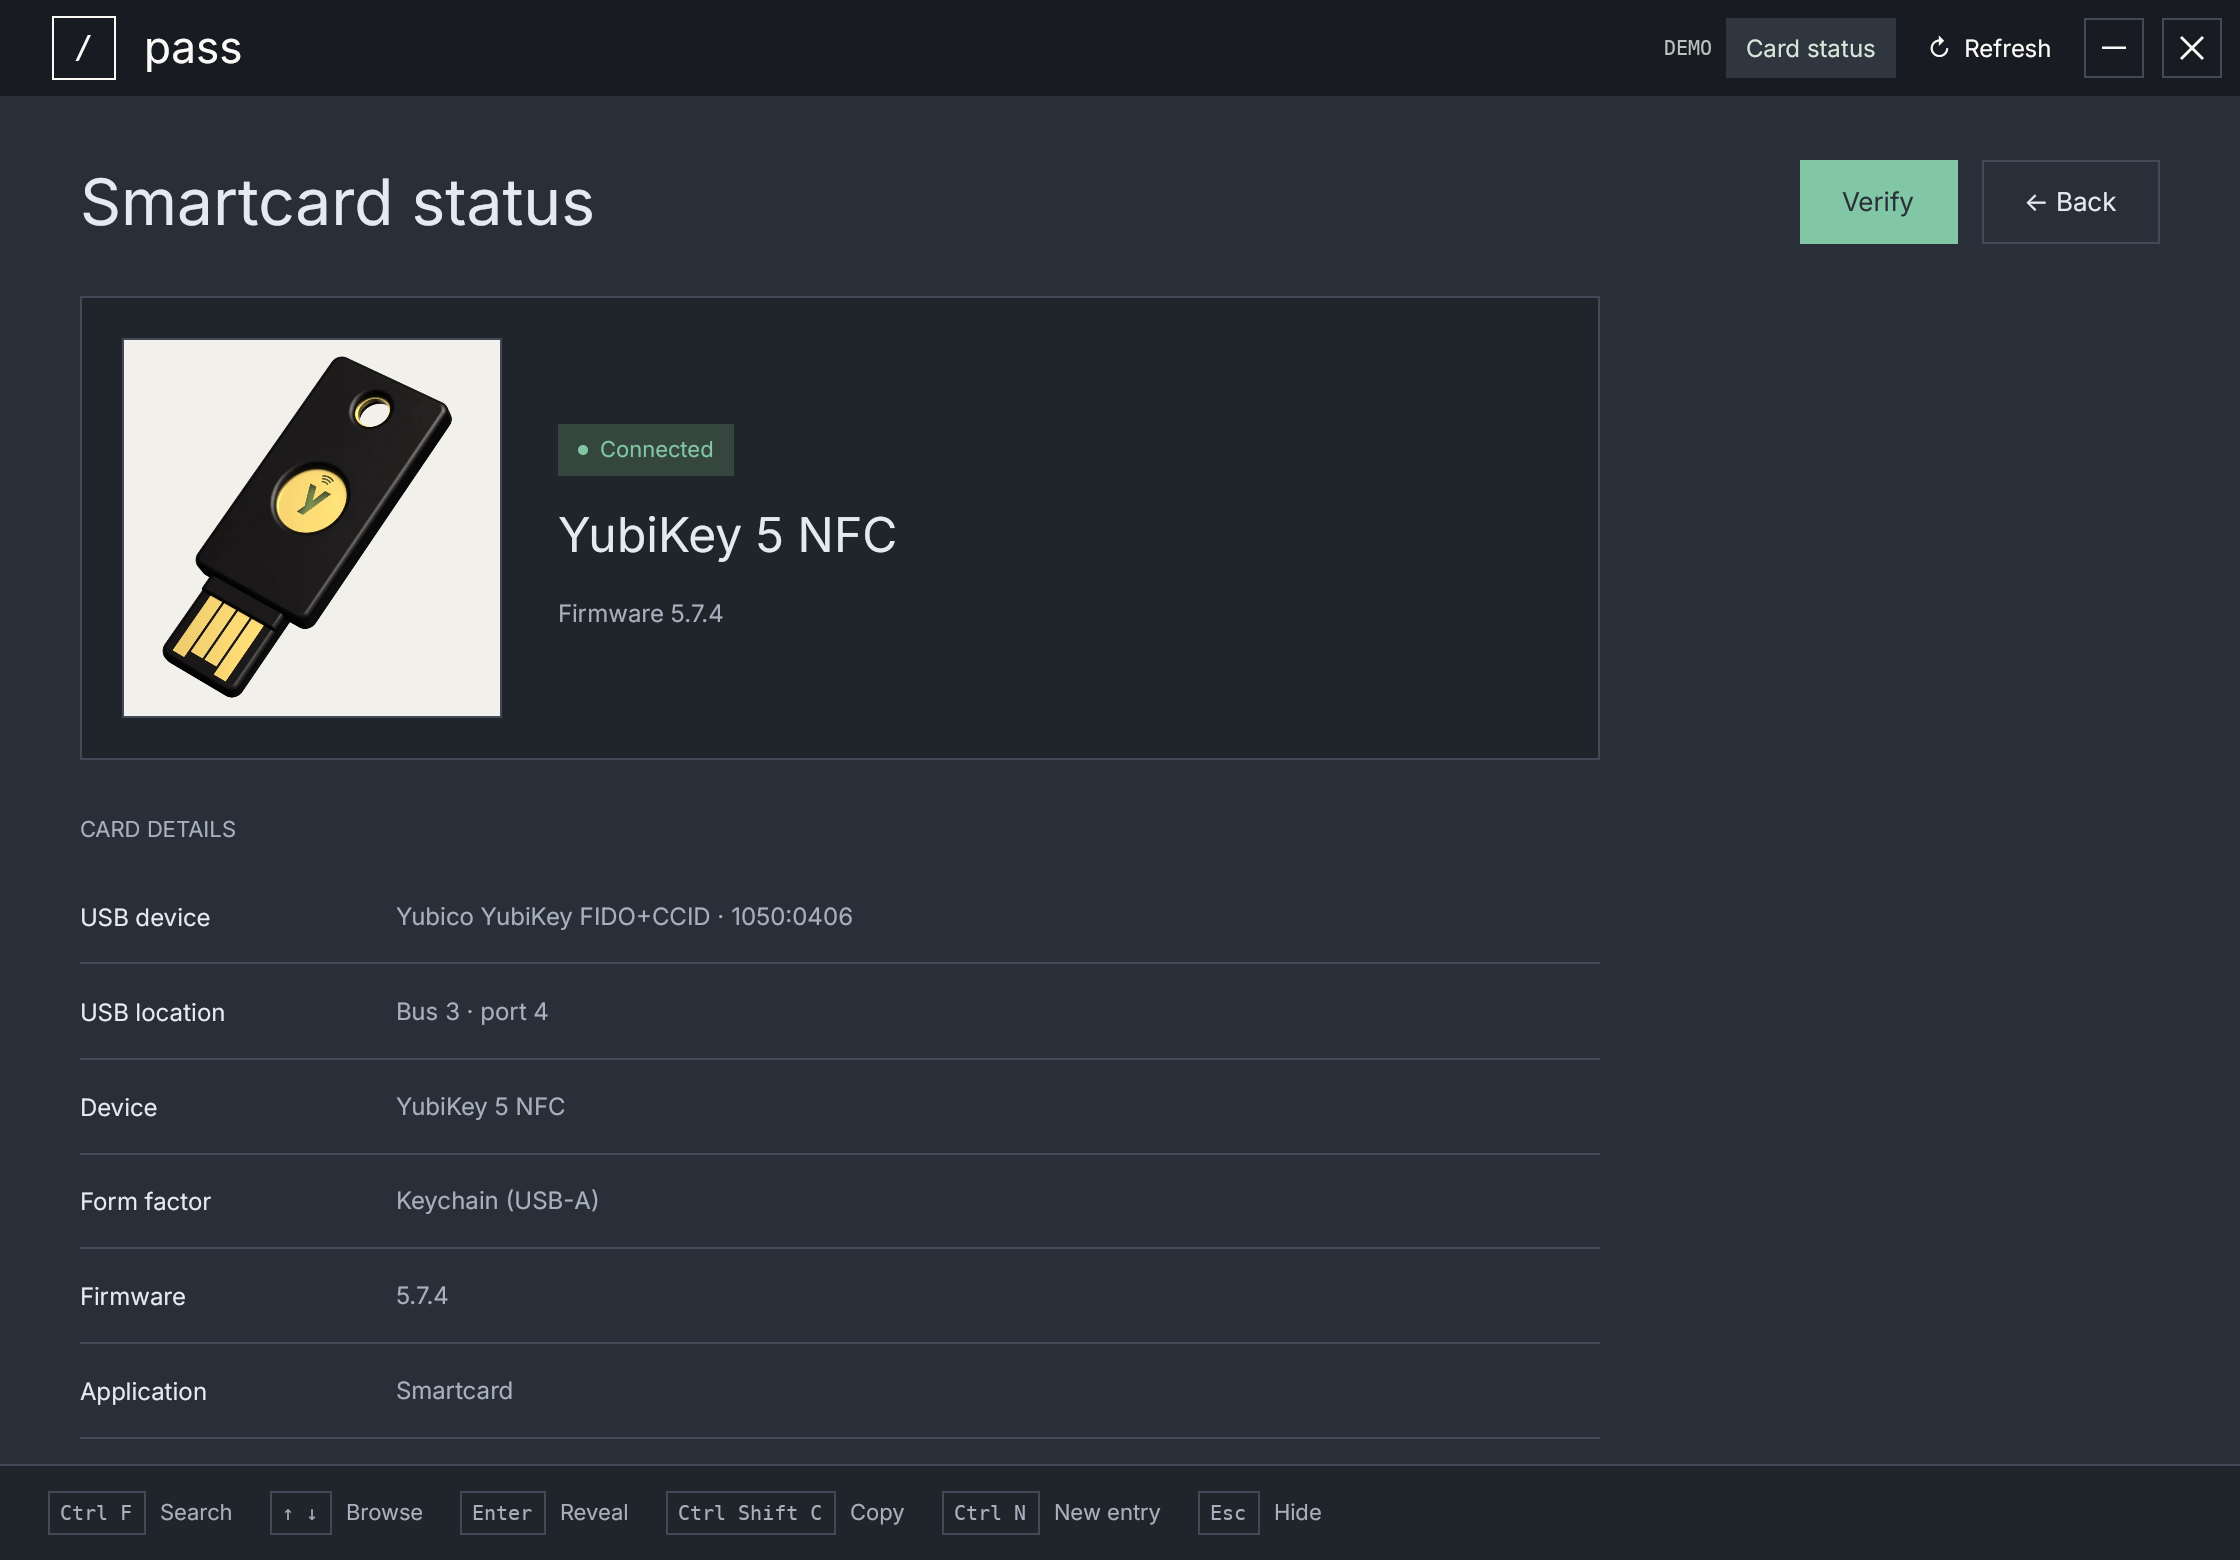 / pass
DEMO Card status ↻ Refresh
Smartcard status
Verify
← Back
y
Connected
YubiKey 5 NFC
Firmware 5.7.4
CARD DETAILS
USB device Yubico YubiKey FIDO+CCID · 1050:0406
USB location Bus 3 · port 4
Device YubiKey 5 NFC
Form factor Keychain (USB-A)
Firmware 5.7.4
Application Smartcard
Ctrl F Search ↑ ↓ Browse Enter Reveal Ctrl Shift C Copy Ctrl N New entry Esc Hide